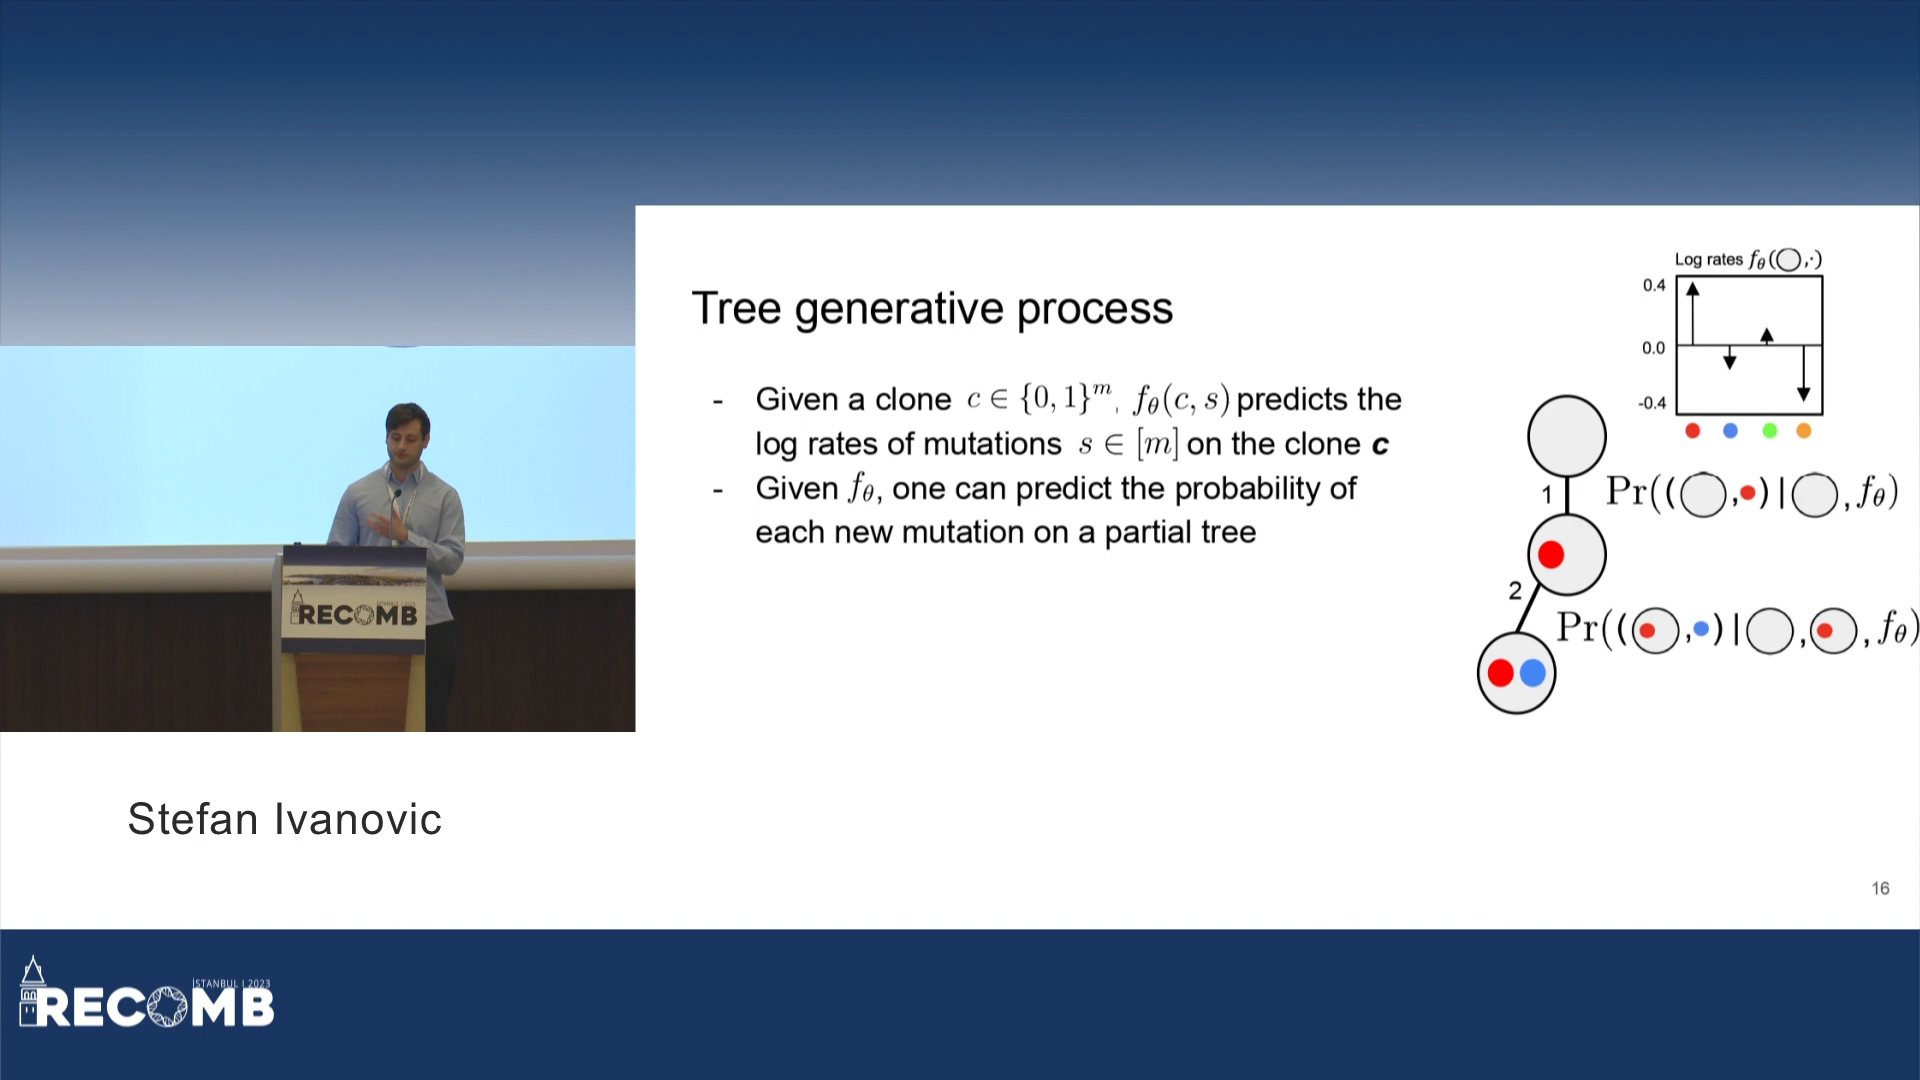 Tree generative process
- Given a clone c ∈ {0, 1}^m, f_θ(c, s) predicts the
log rates of mutations s ∈ [m] on the clone c
- Given f_θ, one can predict the probability of
each new mutation on a partial tree
Log rates f_θ(◯,·)
0.4
0.0
-0.4
1
Pr((◯,●)|◯, f_θ)
2
Pr((◯,●)|◯,◯, f_θ)
16
RECOMB
Stefan Ivanovic
İSTANBUL | 2023
RECOMB